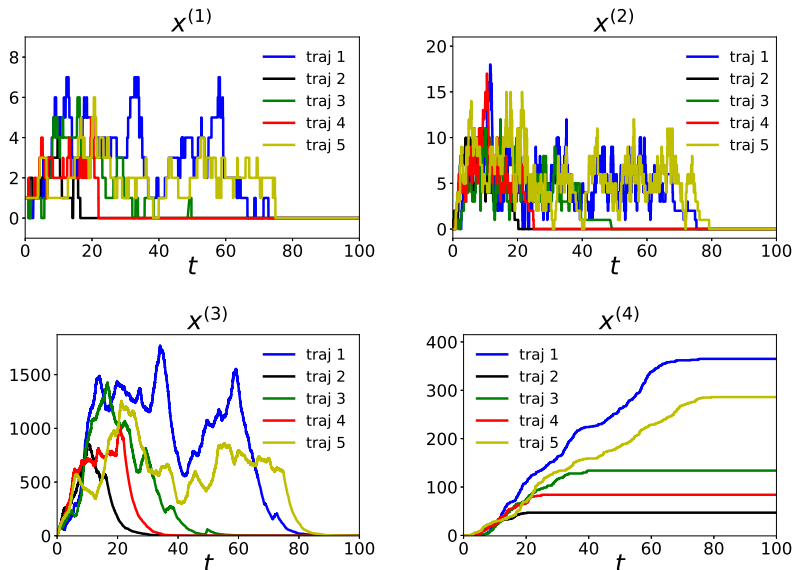 x^(1)
8
6
4
2
0
traj 1
traj 2
traj 3
traj 4
traj 5
0 20 40 60 80 100
t
x^(2)
20
15
10
5
0
traj 1
traj 2
traj 3
traj 4
traj 5
0 20 40 60 80 100
t
x^(3)
1500
1000
500
0
traj 1
traj 2
traj 3
traj 4
traj 5
0 20 40 60 80 100
t
x^(4)
400
300
200
100
0
traj 1
traj 2
traj 3
traj 4
traj 5
0 20 40 60 80 100
t